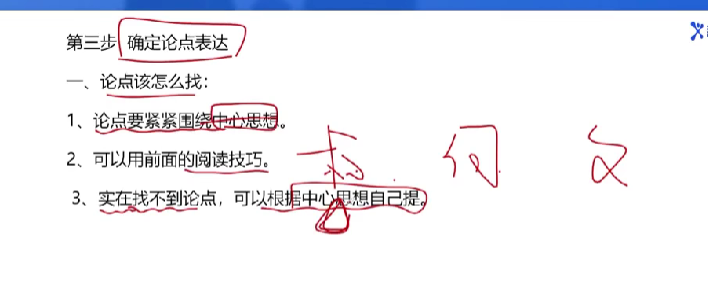 第三步 确定论点表达
一、论点该怎么找：
1、论点要紧紧围绕中心思想。
2、可以用前面的阅读技巧。
3、实在找不到论点，可以根据中心思想自己提。